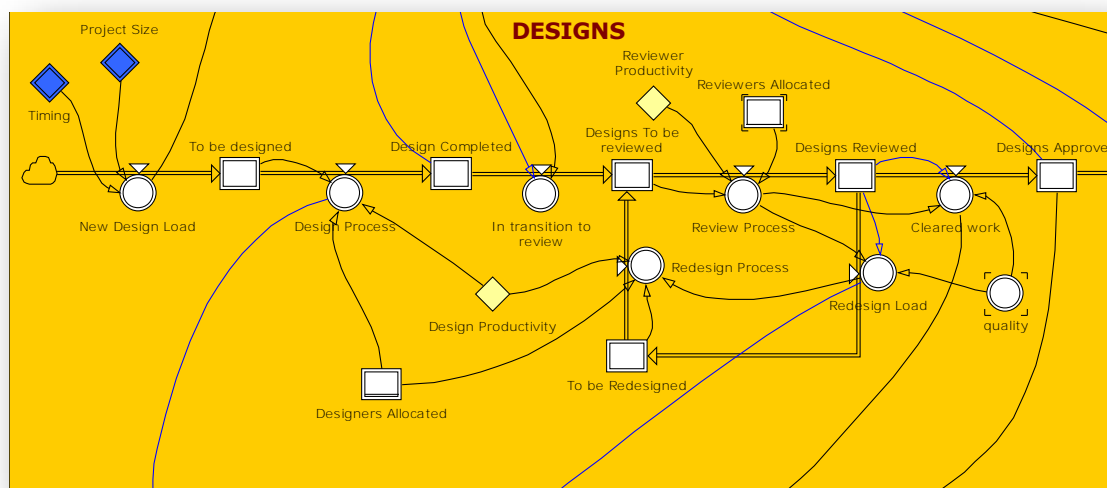 DESIGNS
Project Size
Timing
Reviewer
Productivity
Reviewers Allocated
To be designed
Design Completed
Designs To be
reviewed
Designs Reviewed
Designs Approve
New Design Load
Design Process
In transition to
review
Review Process
Cleared work
Redesign Process
Redesign Load
quality
Design Productivity
To be Redesigned
Designers Allocated